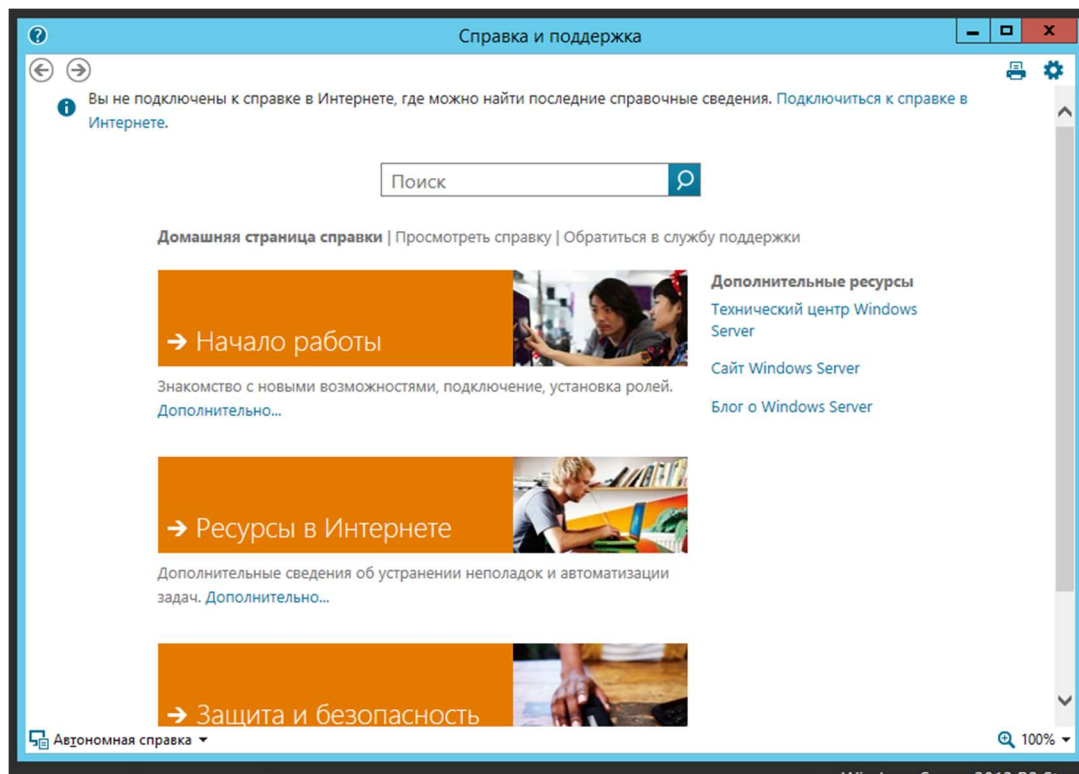 Справка и поддержка
Вы не подключены к справке в Интернете, где можно найти последние справочные сведения. Подключиться к справке в
Интернете.
Поиск
Домашняя страница справки | Просмотреть справку | Обратиться в службу поддержки
→ Начало работы
Знакомство с новыми возможностями, подключение, установка ролей.
Дополнительно...
Дополнительные ресурсы
Технический центр Windows
Server
Сайт Windows Server
Блог о Windows Server
→ Ресурсы в Интернете
Дополнительные сведения об устранении неполадок и автоматизации
задач. Дополнительно...
→ Защита и безопасность
Автономная справка
100%